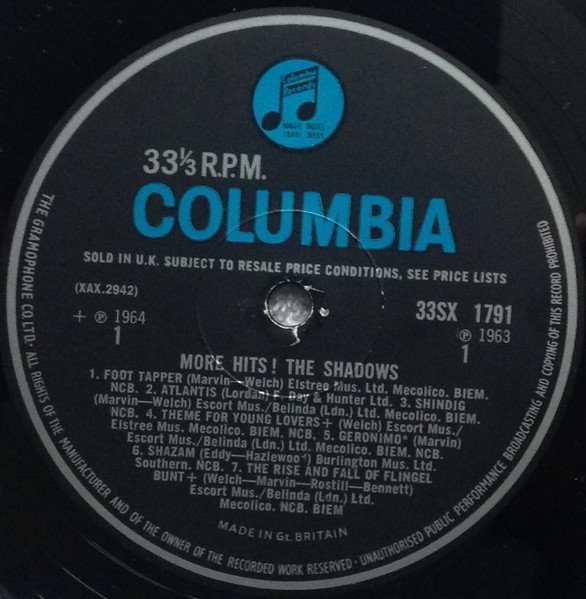 Columbia
Records
MAGIC NOTES
TRADE MARK
33⅓ R.P.M.
COLUMBIA
SOLD IN U.K. SUBJECT TO RESALE PRICE CONDITIONS, SEE PRICE LISTS
(XAX.2942)
+ ℗ 1964
1
33SX 1791
℗ 1963
1
MORE HITS! THE SHADOWS
1. FOOT TAPPER (Marvin—Welch) Elstree Mus. Ltd. Mecolico. BIEM.
NCB. 2. ATLANTIS (Lordan) F. Day & Hunter Ltd. 3. SHINDIG
(Marvin—Welch) Escort Mus./Belinda (Ldn.) Ltd. Mecolico. BIEM.
NCB. 4. THEME FOR YOUNG LOVERS+ (Welch) Escort Mus./
Elstree Mus. Mecolico. BIEM, NCB. 5. GERONIMO* (Marvin)
Escort Mus./Belinda (Ldn.) Ltd. Mecolico. BIEM. NCB.
6. SHAZAM (Eddy—Hazlewood) Burlington Mus. Ltd.
Southern. NCB. 7. THE RISE AND FALL OF FLINGEL
BUNT+ (Welch—Marvin—Rostill—Bennett)
Escort Mus./Belinda (Ldn.) Ltd.
Mecolico. NCB. BIEM
MADE IN Gt. BRITAIN
THE GRAMOPHONE CO. LTD. · ALL RIGHTS OF THE MANUFACTURER AND OF THE OWNER OF THE RECORDED WORK RESERVED · UNAUTHORISED PUBLIC PERFORMANCE BROADCASTING AND COPYING OF THIS RECORD PROHIBITED